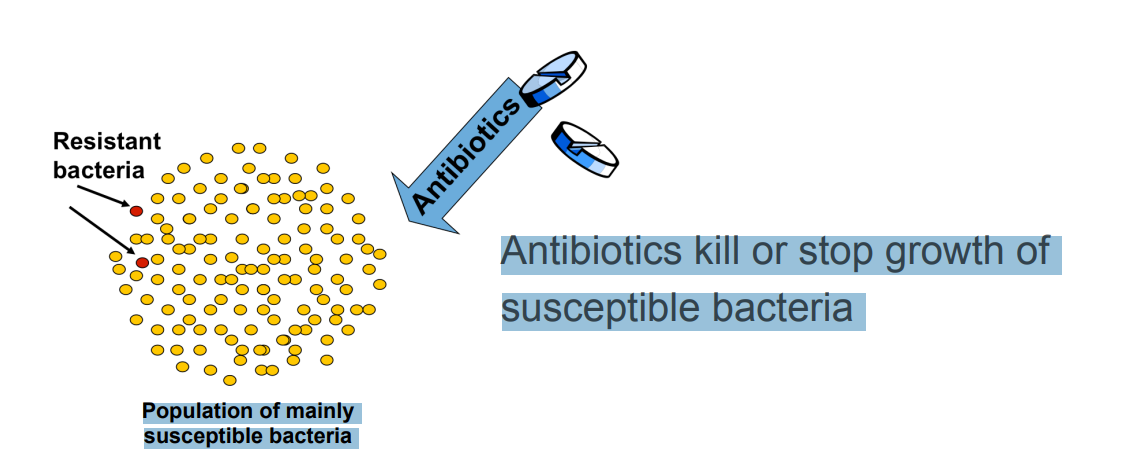 Resistant
bacteria
Antibiotics
Antibiotics kill or stop growth of
susceptible bacteria
Population of mainly
susceptible bacteria